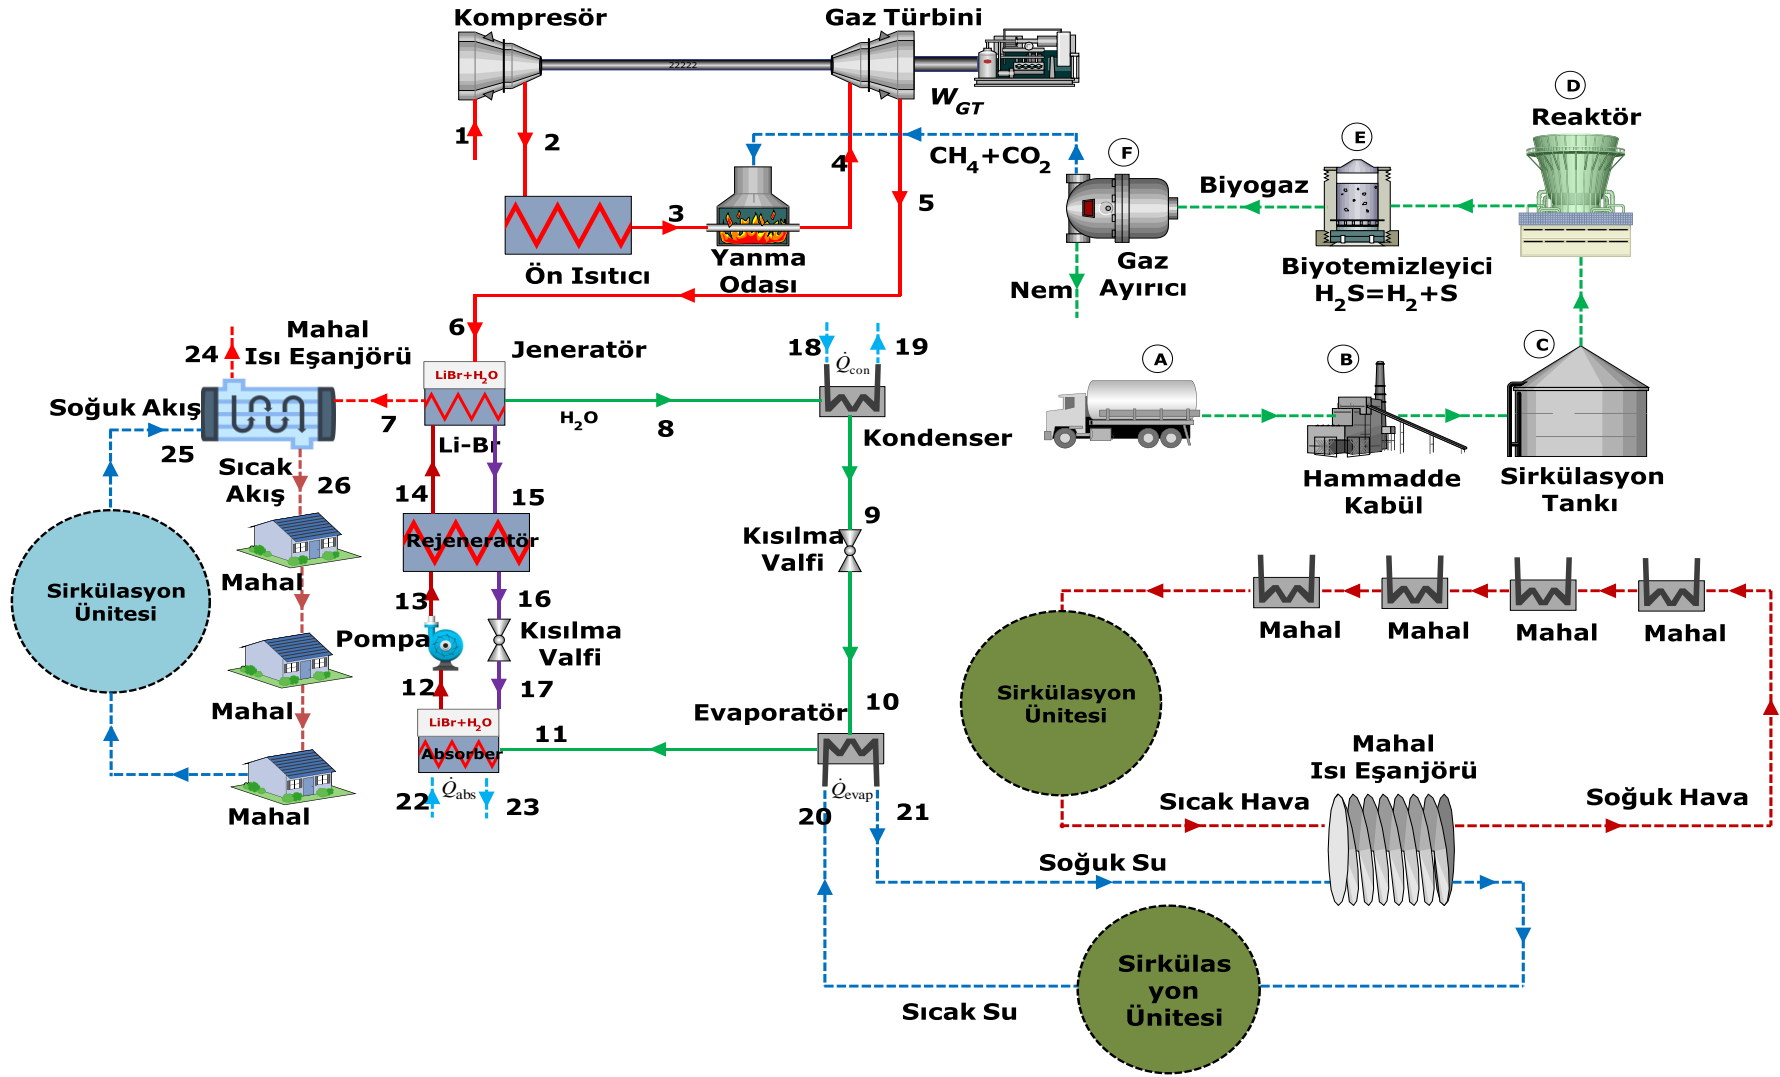 Kompresör
Gaz Türbini
22222
W_GT
1
2
3
4
5
CH4+CO2
Ön Isıtıcı
Yanma
Odası
F
Gaz
Ayırıcı
Nem
Biyogaz
E
Biyotemizleyici
H2S=H2+S
D
Reaktör
A
B
Hammadde
Kabül
C
Sirkülasyon
Tankı
6
Jeneratör
LiBr+H2O
Li-Br
7
H2O
8
24
Mahal
Isı Eşanjörü
Soğuk Akış
25
Sıcak
Akış
26
Sirkülasyon
Ünitesi
Mahal
Mahal
Mahal
18
19
Q̇con
Kondenser
9
Kısılma
Valfi
10
14
15
Rejeneratör
13
16
Pompa
Kısılma
Valfi
12
17
LiBr+H2O
Absorber
11
Q̇abs
22
23
Evaporatör
Q̇evap
20
21
Soğuk Su
Sıcak Su
Sirkülas
yon
Ünitesi
Sirkülasyon
Ünitesi
Mahal
Mahal
Mahal
Mahal
Mahal
Isı Eşanjörü
Sıcak Hava
Soğuk Hava